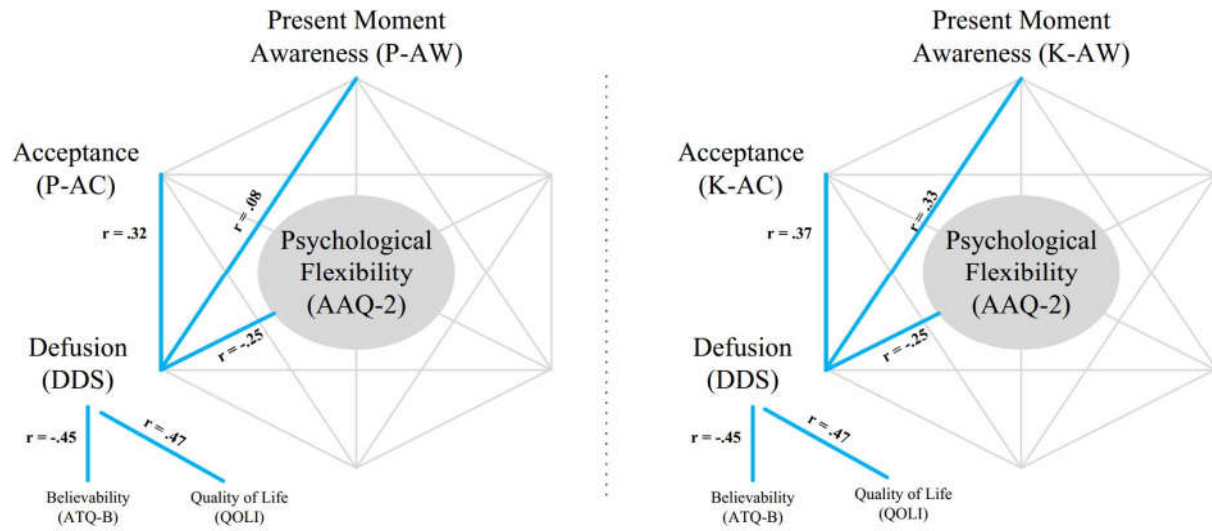 Present Moment
Awareness (P-AW)
Acceptance
(P-AC)
r = .08
r = .32
Psychological
Flexibility
(AAQ-2)
Defusion
(DDS)
r = -.25
r = -.45
r = .47
Believability
(ATQ-B)
Quality of Life
(QOLI)
Present Moment
Awareness (K-AW)
Acceptance
(K-AC)
r = .33
r = .37
Psychological
Flexibility
(AAQ-2)
Defusion
(DDS)
r = -.25
r = -.45
r = .47
Believability
(ATQ-B)
Quality of Life
(QOLI)